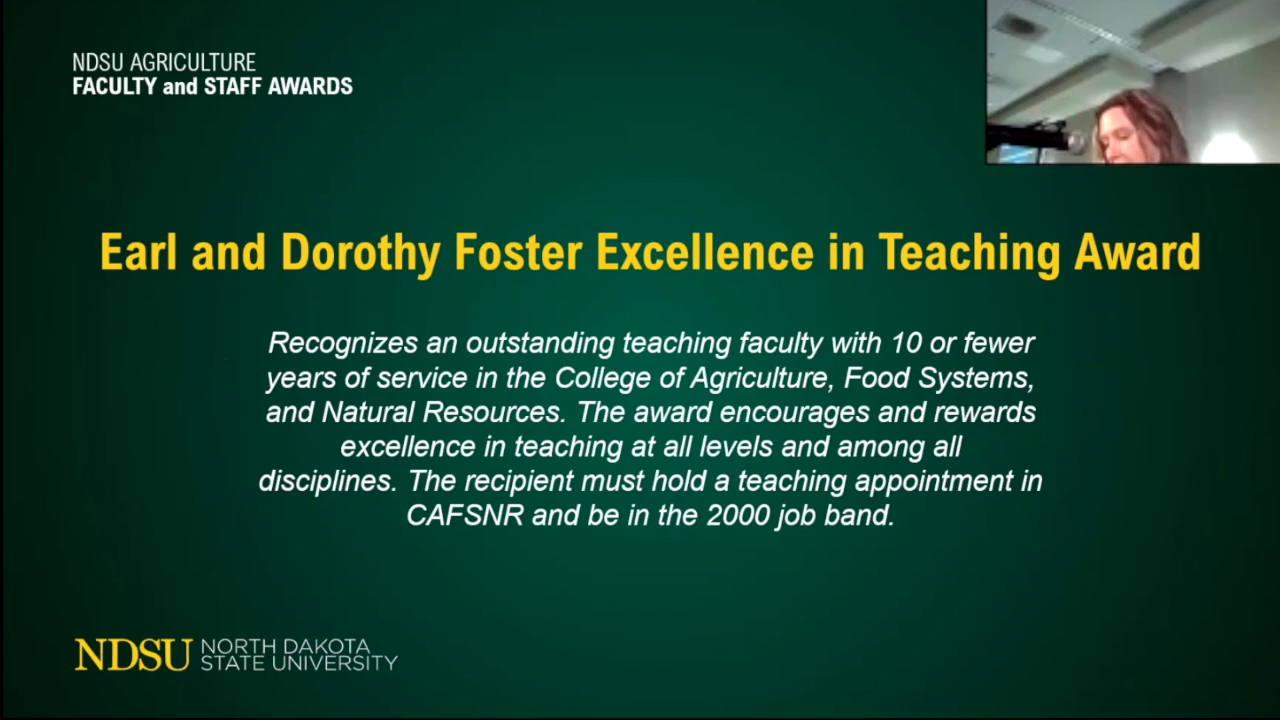 NDSU AGRICULTURE
FACULTY and STAFF AWARDS
Earl and Dorothy Foster Excellence in Teaching Award
Recognizes an outstanding teaching faculty with 10 or fewer
years of service in the College of Agriculture, Food Systems,
and Natural Resources. The award encourages and rewards
excellence in teaching at all levels and among all
disciplines. The recipient must hold a teaching appointment in
CAFSNR and be in the 2000 job band.
NDSU NORTH DAKOTA
STATE UNIVERSITY